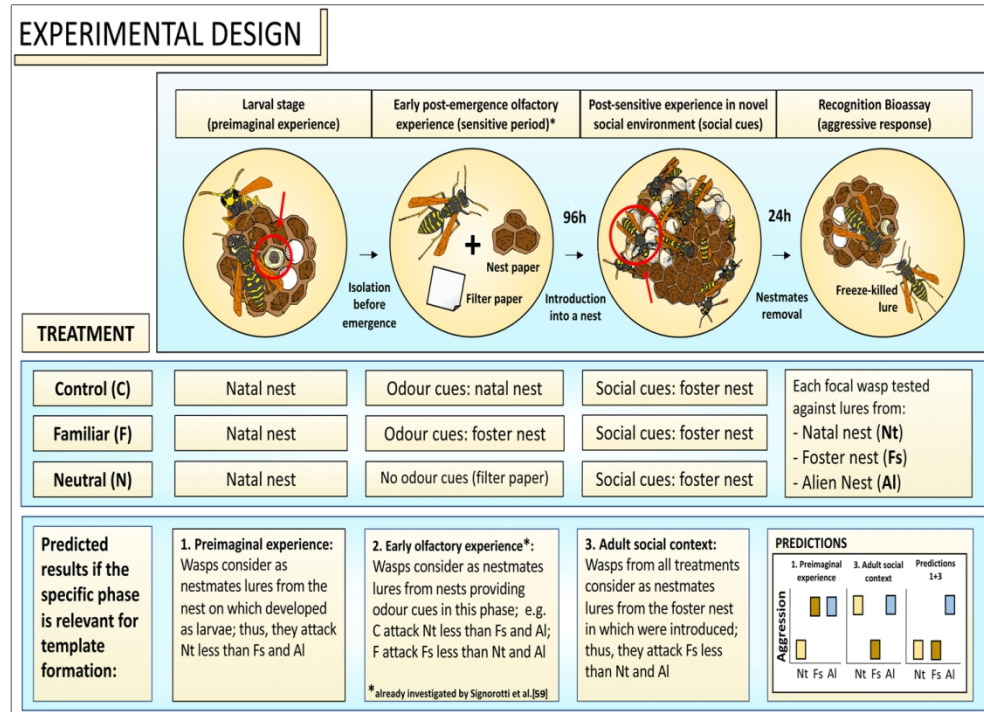 EXPERIMENTAL DESIGN
Larval stage
(preimaginal experience)
Early post-emergence olfactory
experience (sensitive period)*
Post-sensitive experience in novel
social environment (social cues)
Recognition Bioassay
(aggressive response)
Isolation
before
emergence
+
Nest paper
Filter paper
96h
Introduction
into a nest
24h
Nestmates
removal
Freeze-killed
lure
TREATMENT
Control (C)
Natal nest
Odour cues: natal nest
Social cues: foster nest
Familiar (F)
Natal nest
Odour cues: foster nest
Social cues: foster nest
Neutral (N)
Natal nest
No odour cues (filter paper)
Social cues: foster nest
Each focal wasp tested
against lures from:
- Natal nest (Nt)
- Foster nest (Fs)
- Alien Nest (Al)
Predicted
results if the
specific phase
is relevant for
template
formation:
1. Preimaginal experience:
Wasps consider as
nestmates lures from the
nest on which developed
as larvae; thus, they attack
Nt less than Fs and Al
2. Early olfactory experience*:
Wasps consider as nestmates
lures from nests providing
odour cues in this phase; e.g.
C attack Nt less than Fs and Al;
F attack Fs less than Nt and Al
* already investigated by Signorotti et al.[59]
3. Adult social context:
Wasps from all treatments
consider as nestmates
lures from the foster nest
in which were introduced;
thus, they attack Fs less
than Nt and Al
PREDICTIONS
1. Preimaginal
experience
3. Adult social
context
Predictions
1+3
Aggression
Nt Fs Al
Nt Fs Al
Nt Fs Al